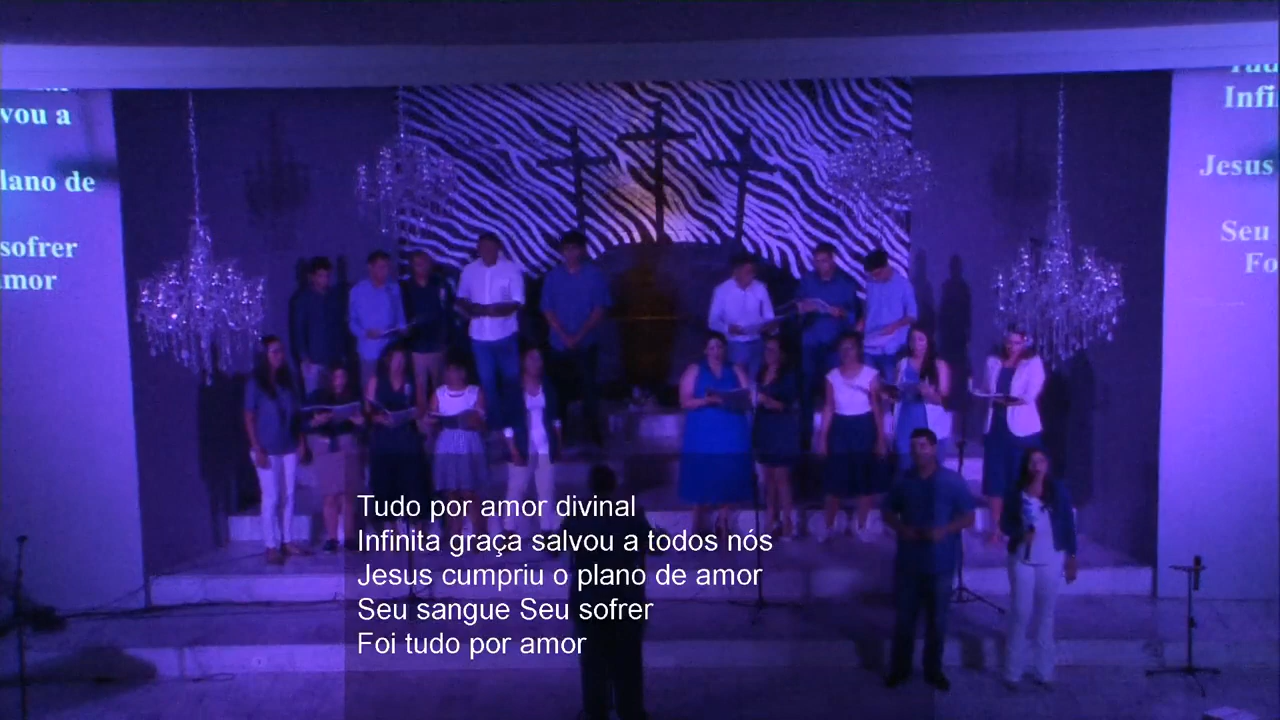 vou a
lano de
sofrer
mor
Infi
Jesus
Seu
Fo
Tudo por amor divinal
Infinita graça salvou a todos nós
Jesus cumpriu o plano de amor
Seu sangue Seu sofrer
Foi tudo por amor